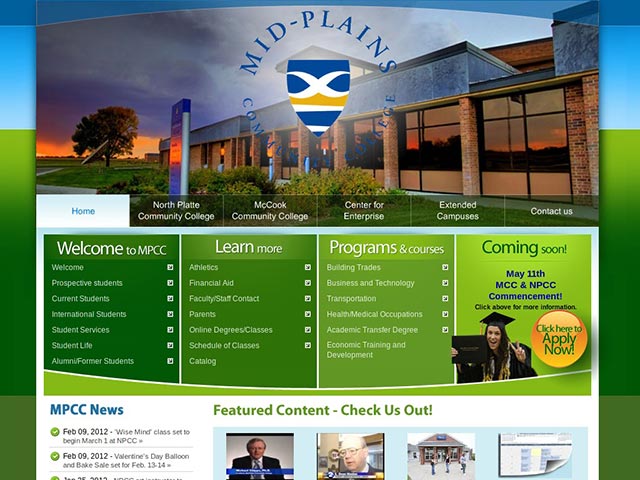 MID-PLAINS
COMMUNITY COLLEGE
Home
North Platte
Community College
McCook
Community College
Center for
Enterprise
Extended
Campuses
Contact us
Welcome to MPCC
Welcome
Prospective students
Current Students
International Students
Student Services
Student Life
Alumni/Former Students
Learn more
Athletics
Financial Aid
Faculty/Staff Contact
Parents
Online Degrees/Classes
Schedule of Classes
Catalog
Programs & courses
Building Trades
Business and Technology
Transportation
Health/Medical Occupations
Academic Transfer Degree
Economic Training and
Development
Coming soon!
May 11th
MCC & NPCC
Commencement!
Click above for more information.
Click here to
Apply
Now!
MPCC News
Feb 09, 2012 - 'Wise Mind' class set to
begin March 1 at NPCC »
Feb 09, 2012 - Valentine's Day Balloon
and Bake Sale set for Feb. 13-14 »
Featured Content - Check Us Out!